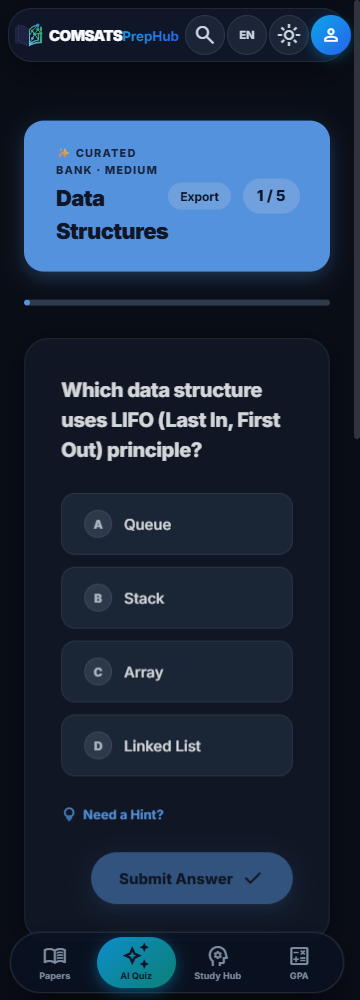 COMSATSPrepHub
EN
✨ CURATED
BANK · MEDIUM
Data
Structures
Export
1 / 5
Which data structure
uses LIFO (Last In, First
Out) principle?
A Queue
B Stack
C Array
D Linked List
Need a Hint?
Submit Answer
Papers
AI Quiz
Study Hub
GPA